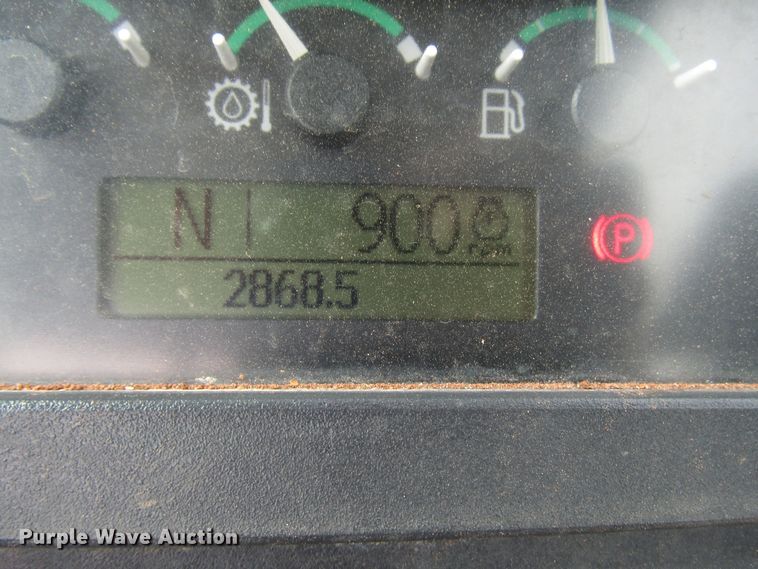 N 900 rpm
P
2868.5
Purple Wave Auction